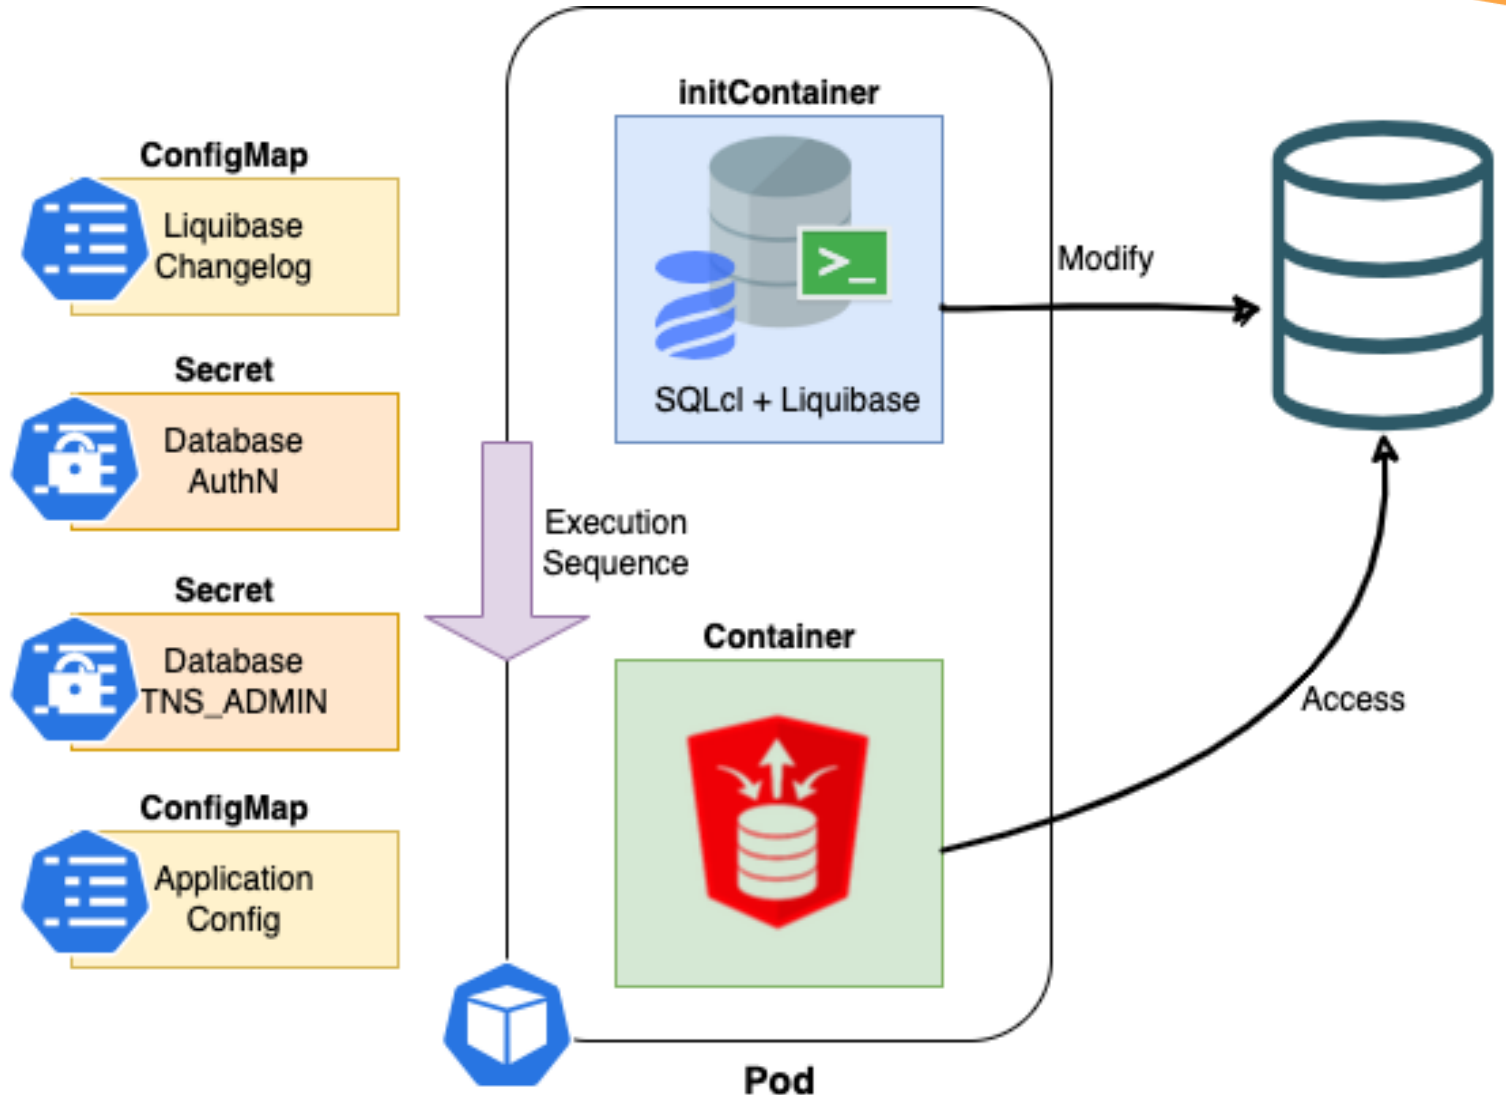 ConfigMap
Liquibase
Changelog
Secret
Database
AuthN
Secret
Database
TNS_ADMIN
ConfigMap
Application
Config
initContainer
>_
SQLcl + Liquibase
Execution
Sequence
Container
Pod
Modify
Access